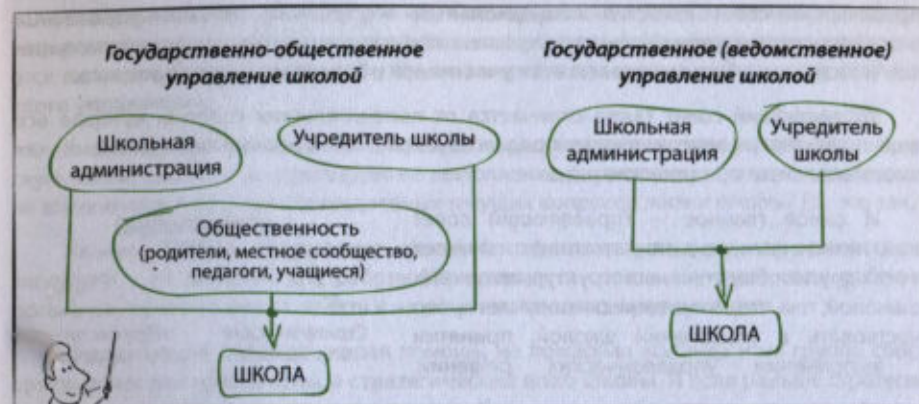 Государственно-общественное
управление школой
Школьная
администрация
Учредитель школы
Общественность
(родители, местное сообщество,
педагоги, учащиеся)
ШКОЛА
Государственное (ведомственное)
управление школой
Школьная
администрация
Учредитель
школы
ШКОЛА